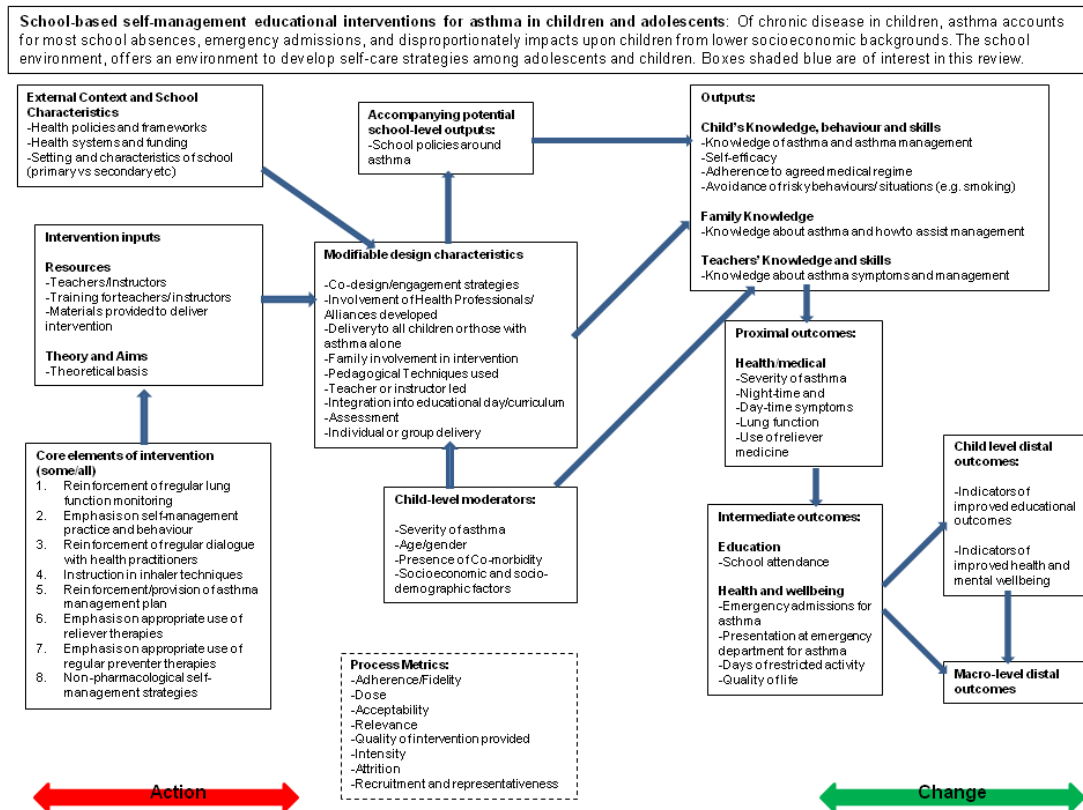 School-based self-management educational interventions for asthma in children and adolescents: Of chronic disease in children, asthma accounts
for most school absences, emergency admissions, and disproportionately impacts upon children from lower socioeconomic backgrounds. The school
environment, offers an environment to develop self-care strategies among adolescents and children. Boxes shaded blue are of interest in this review.
External Context and School
Characteristics
-Health policies and frameworks
-Health systems and funding
-Setting and characteristics of school
(primary vs secondary etc)
Accompanying potential
school-level outputs:
-School policies around
asthma
Outputs:
Child's Knowledge, behaviour and skills
-Knowledge of asthma and asthma management
-Self-efficacy
-Adherence to agreed medical regime
-Avoidance of risky behaviours/ situations (e.g. smoking)
Family Knowledge
-Knowledge about asthma and how to assist management
Teachers' Knowledge and skills
-Knowledge about asthma symptoms and management
Intervention inputs
Resources
-Teachers/Instructors
-Training for teachers/ instructors
-Materials provided to deliver
intervention
Theory and Aims
-Theoretical basis
Modifiable design characteristics
-Co-design/engagement strategies
-Involvement of Health Professionals/
Alliances developed
-Delivery to all children or those with
asthma alone
-Family involvement in intervention
-Pedagogical Techniques used
-Teacher or instructor led
-Integration into educational day/curriculum
-Assessment
-Individual or group delivery
Proximal outcomes:
Health/medical
-Severity of asthma
-Night-time and
-Day-time symptoms
-Lung function
-Use of reliever
medicine
Core elements of intervention
(some/all)
1. Reinforcement of regular lung
function monitoring
2. Emphasis on self-management
practice and behaviour
3. Reinforcement of regular dialogue
with health practitioners
4. Instruction in inhaler techniques
5. Reinforcement/provision of asthma
management plan
6. Emphasis on appropriate use of
reliever therapies
7. Emphasis on appropriate use of
regular preventer therapies
8. Non-pharmacological self-
management strategies
Child-level moderators:
-Severity of asthma
-Age/gender
-Presence of Co-morbidity
-Socioeconomic and socio-
demographic factors
Intermediate outcomes:
Education
-School attendance
Health and wellbeing
-Emergency admissions for
asthma
-Presentation at emergency
department for asthma
-Days of restricted activity
-Quality of life
Child level distal
outcomes:
-Indicators of
improved educational
outcomes
-Indicators of
improved health and
mental wellbeing
Macro-level distal
outcomes
Process Metrics:
-Adherence/Fidelity
-Dose
-Acceptability
-Relevance
-Quality of intervention provided
-Intensity
-Attrition
-Recruitment and representativeness
Action
Change